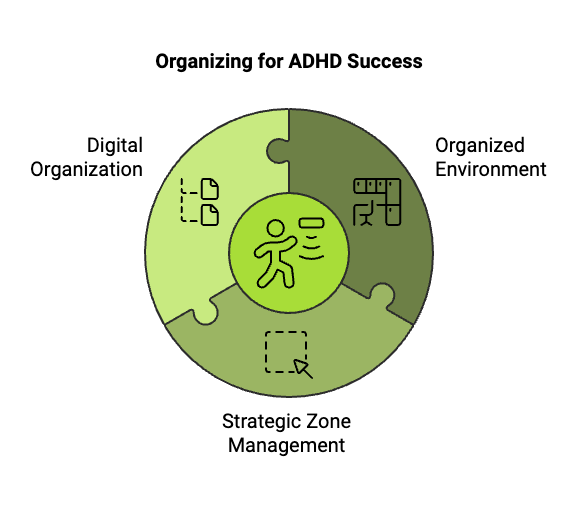 Organizing for ADHD Success
Digital
Organization
Organized
Environment
Strategic Zone
Management